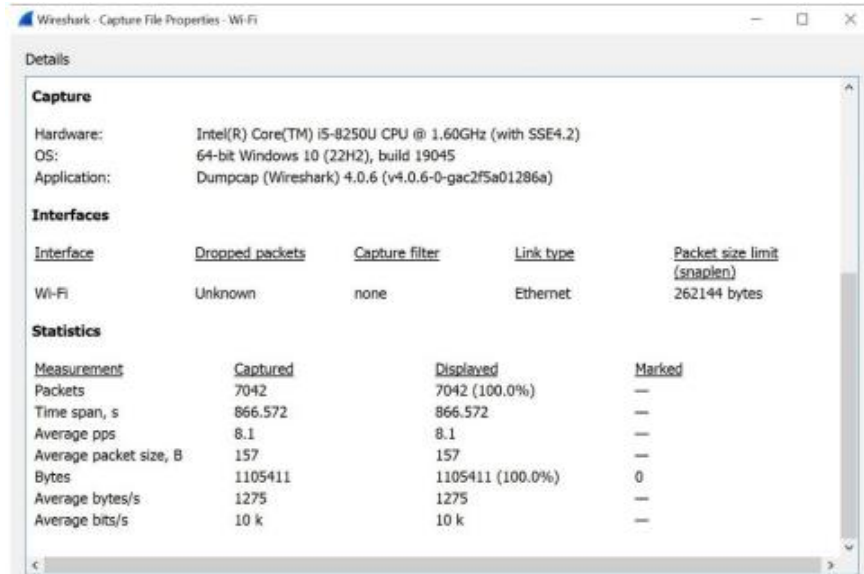 Wireshark · Capture File Properties · Wi-Fi
Details
Capture
Hardware: Intel(R) Core(TM) i5-8250U CPU @ 1.60GHz (with SSE4.2)
OS: 64-bit Windows 10 (22H2), build 19045
Application: Dumpcap (Wireshark) 4.0.6 (v4.0.6-0-gac2f5a01286a)
Interfaces
Interface Dropped packets Capture filter Link type Packet size limit (snaplen)
Wi-Fi Unknown none Ethernet 262144 bytes
Statistics
Measurement Captured Displayed Marked
Packets 7042 7042 (100.0%) —
Time span, s 866.572 866.572 —
Average pps 8.1 8.1 —
Average packet size, B 157 157 —
Bytes 1105411 1105411 (100.0%) 0
Average bytes/s 1275 1275 —
Average bits/s 10 k 10 k —